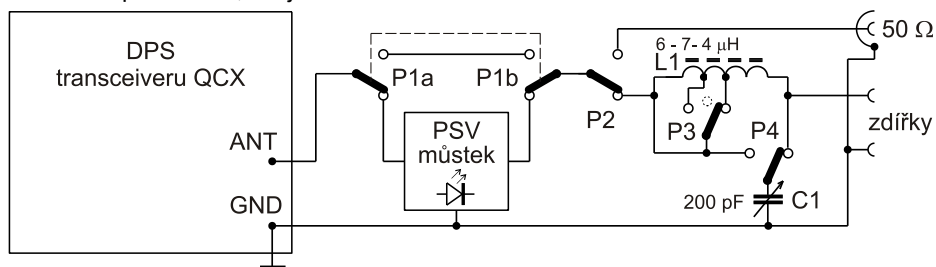 DPS
transceiveru QCX
ANT
GND
P1a
P1b
PSV
můstek
P2
6 - 7- 4 μH
L1
P3
P4
200 pF
C1
50 Ω
zdířky